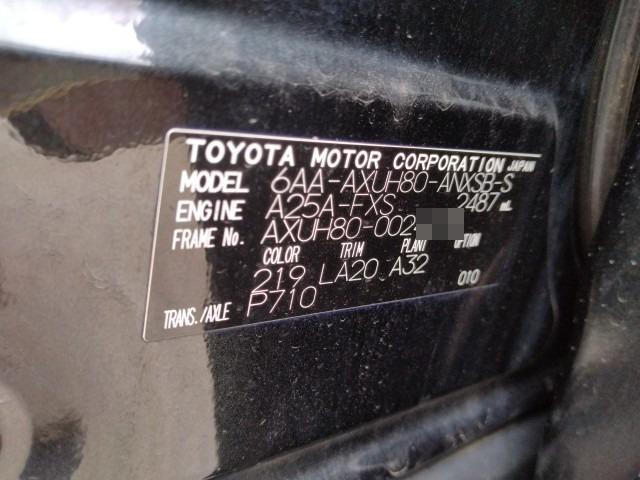 TOYOTA MOTOR CORPORATION JAPAN
MODEL 6AA-AXUH80-ANXSB-S
ENGINE A25A-FXS 2487 mL
FRAME No. AXUH80-002
COLOR TRIM PLANT OPTION
219 LA20 A32 010
TRANS./AXLE P710